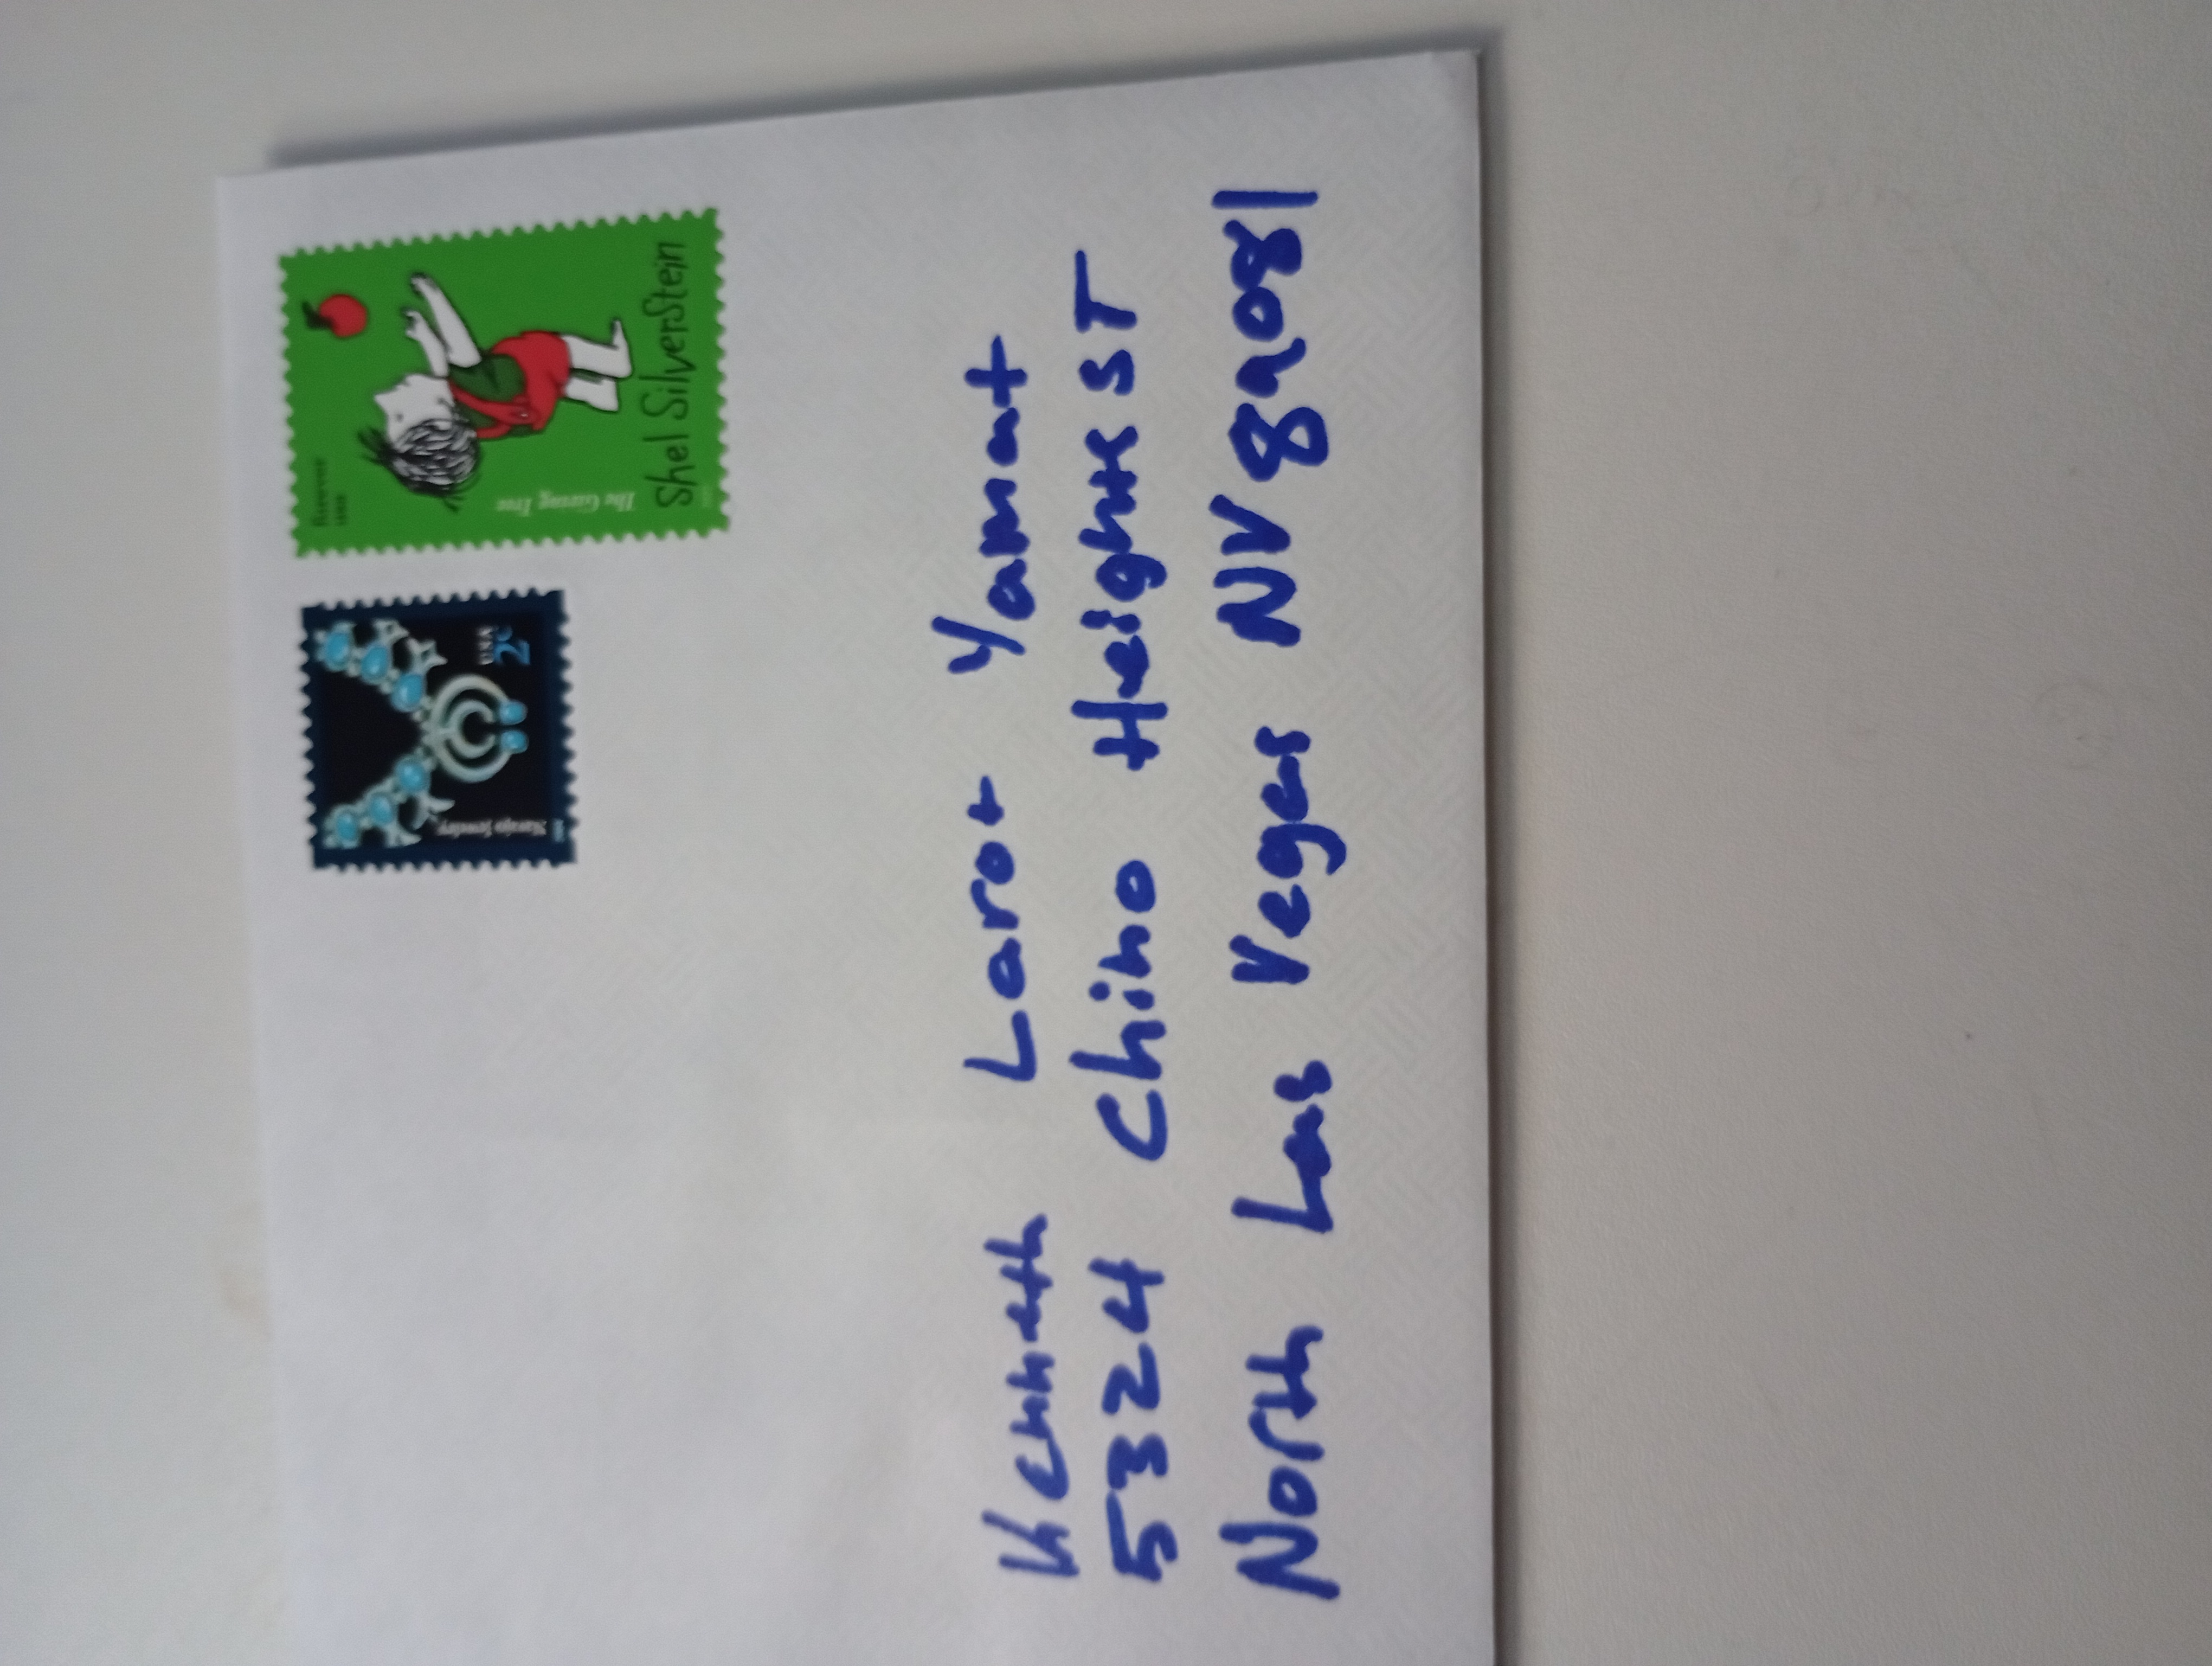 Navajo Jewelry
USA
2¢
Forever
USA
The Giving Tree
Shel Silverstein
Kenneth Larot Yamat
5324 Chino Heights ST
North Las Vegas NV 89081